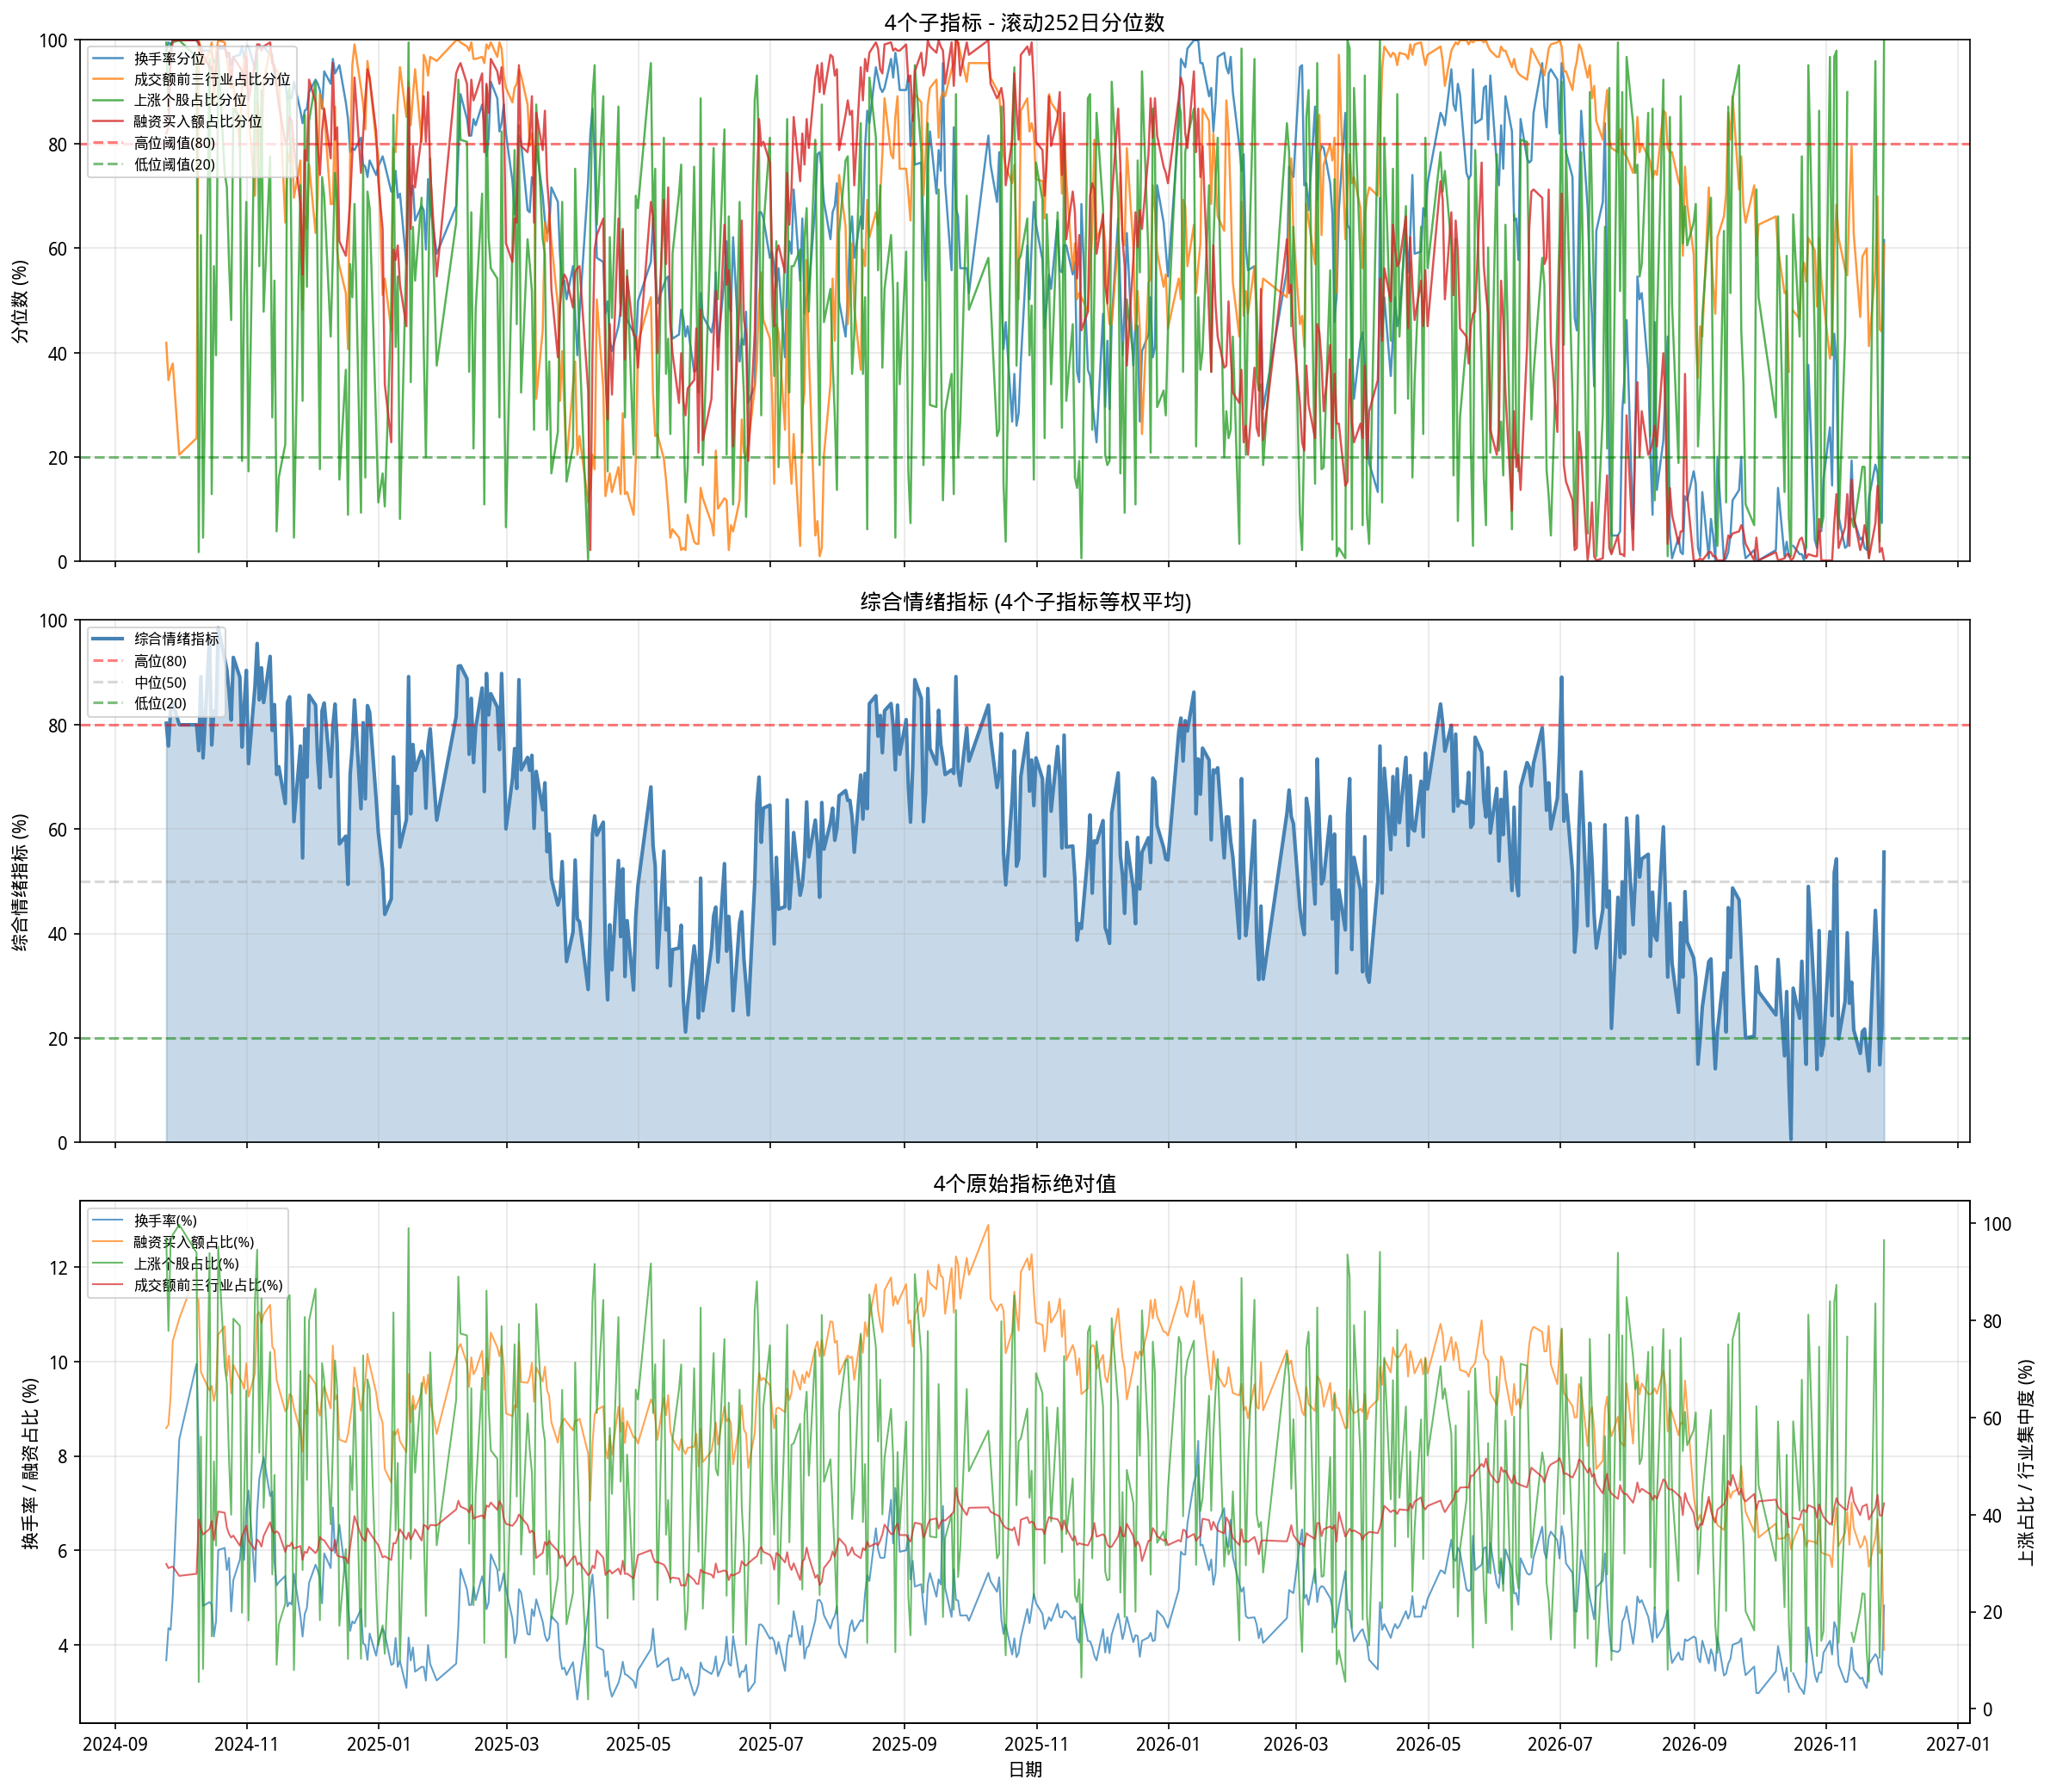 4个子指标 - 滚动252日分位数
100
80
60
40
20
0
分位数 (%)
换手率分位
成交额前三行业占比分位
上涨个股占比分位
融资买入额占比分位
高位阈值(80)
低位阈值(20)
综合情绪指标 (4个子指标等权平均)
100
80
60
40
20
0
综合情绪指标 (%)
综合情绪指标
高位(80)
中位(50)
低位(20)
4个原始指标绝对值
12
10
8
6
4
换手率 / 融资占比 (%)
换手率(%)
融资买入额占比(%)
上涨个股占比(%)
成交额前三行业占比(%)
100
80
60
40
20
0
上涨占比 / 行业集中度 (%)
2024-09
2024-11
2025-01
2025-03
2025-05
2025-07
2025-09
2025-11
2026-01
2026-03
2026-05
2026-07
2026-09
2026-11
2027-01
日期